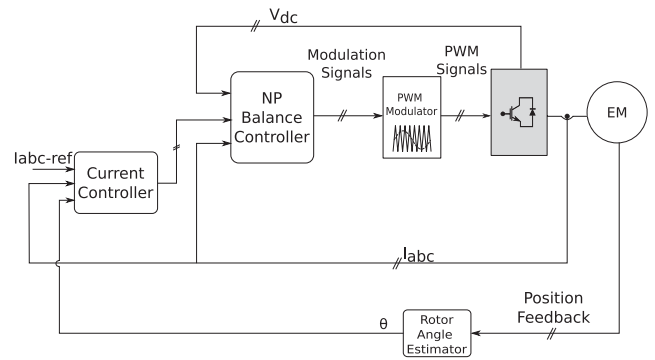 Vdc
Modulation
Signals
PWM
Signals
NP
Balance
Controller
PWM
Modulator
EM
Iabc-ref
Current
Controller
Iabc
Position
Feedback
θ
Rotor
Angle
Estimator